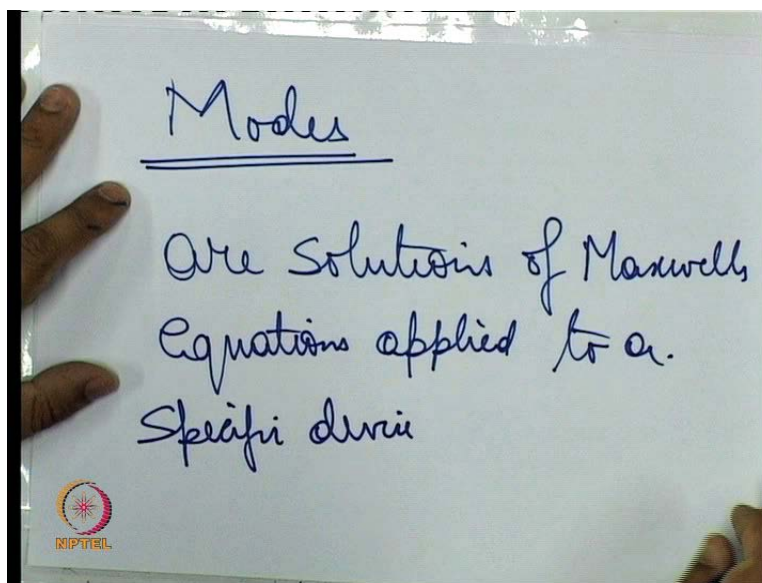 Modes
are solutions of Maxwells
Equations applied to a.
Specific device
NPTEL